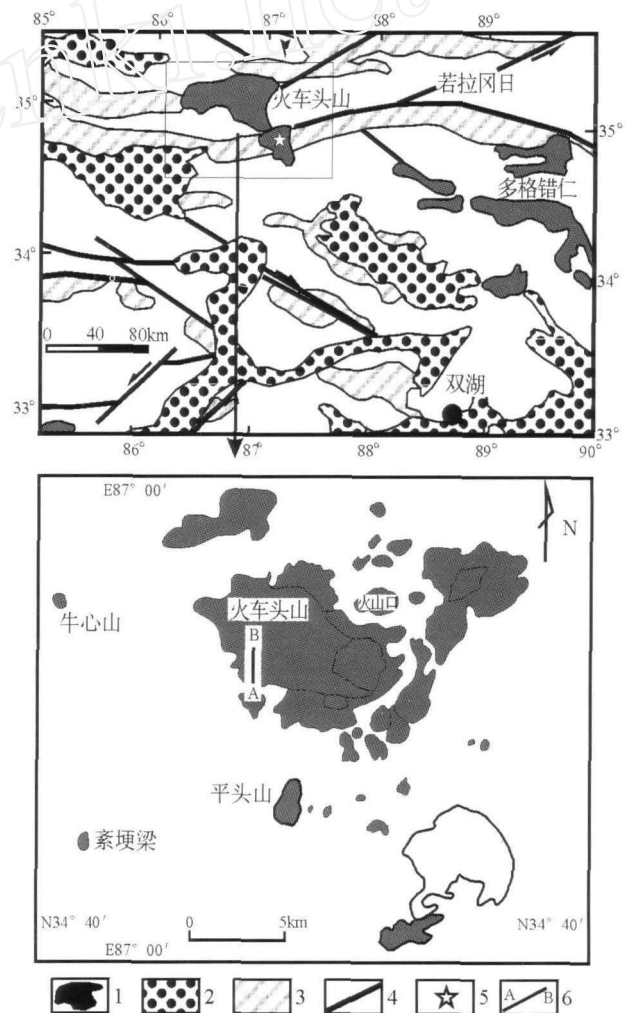 85° 86° 87° 88° 89°
35° 火车头山 若拉冈日 35°
多格错仁
34° 34°
0 40 80km
双湖
33° 33°
86° 87° 88° 89° 90°
E87° 00′
N
牛心山 火车头山 火山口
B
A
平头山
紊埂梁
N34° 40′ 0 5km N34° 40′
E87° 00′
1 2 3 4 5 A B 6